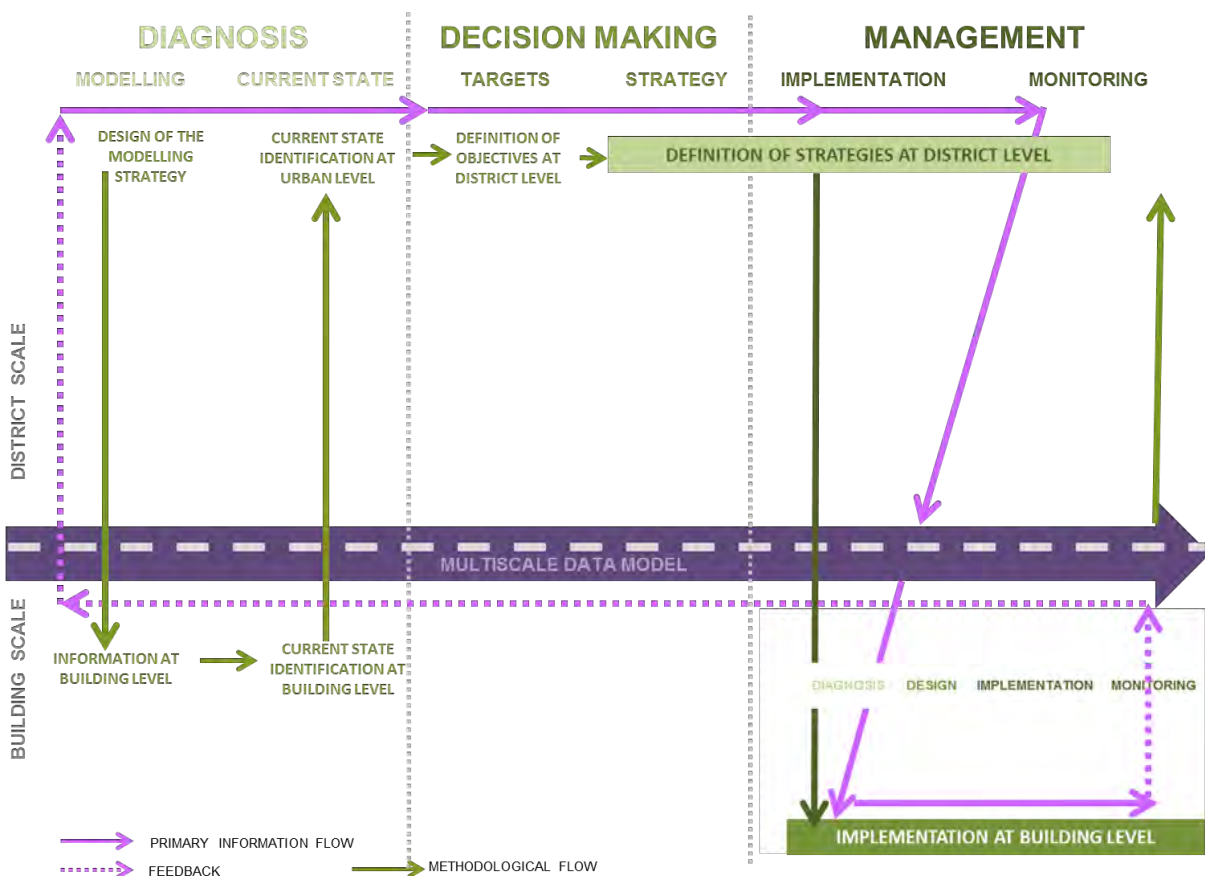 DIAGNOSIS
DECISION MAKING
MANAGEMENT
MODELLING
CURRENT STATE
TARGETS
STRATEGY
IMPLEMENTATION
MONITORING
DESIGN OF THE
MODELLING
STRATEGY
CURRENT STATE
IDENTIFICATION AT
URBAN LEVEL
DEFINITION OF
OBJECTIVES AT
DISTRICT LEVEL
DEFINITION OF STRATEGIES AT DISTRICT LEVEL
DISTRICT SCALE
MULTISCALE DATA MODEL
BUILDING SCALE
INFORMATION AT
BUILDING LEVEL
CURRENT STATE
IDENTIFICATION AT
BUILDING LEVEL
DIAGNOSIS
DESIGN
IMPLEMENTATION
MONITORING
IMPLEMENTATION AT BUILDING LEVEL
PRIMARY INFORMATION FLOW
FEEDBACK
METHODOLOGICAL FLOW